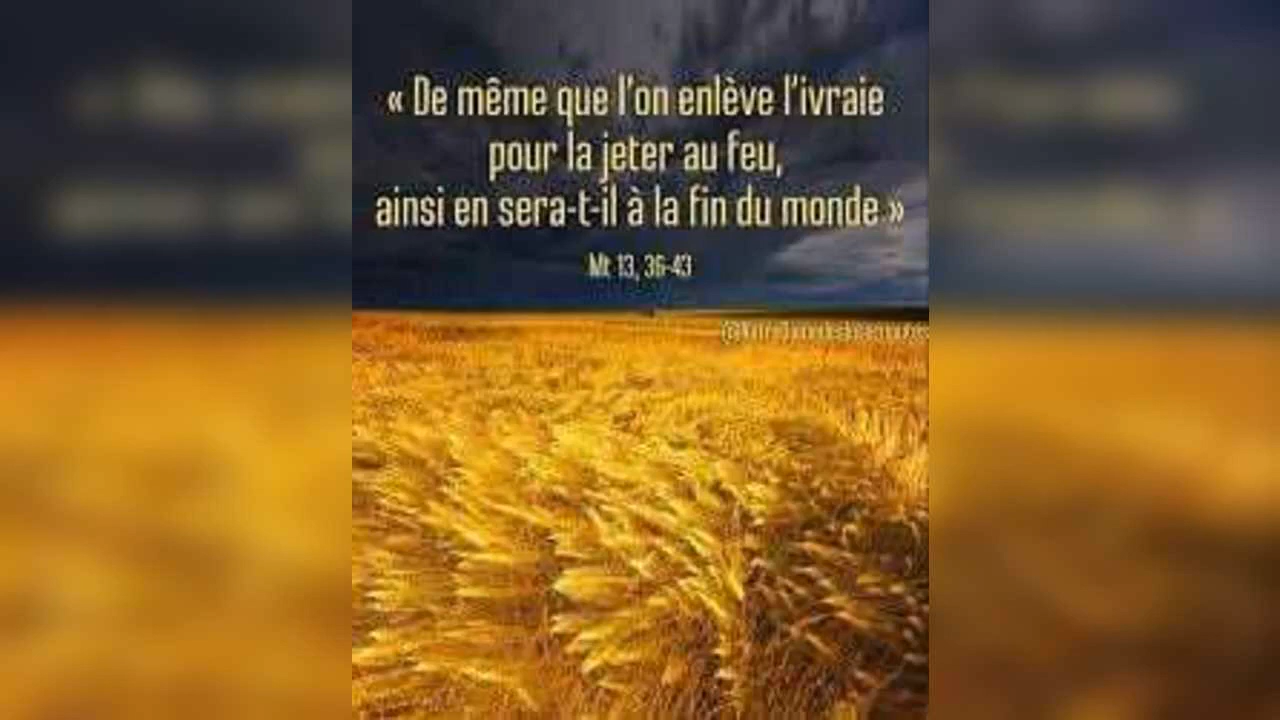 « De même que l’on enlève l’ivraie
pour la jeter au feu,
ainsi en sera-t-il à la fin du monde »
Mt 13, 36-43